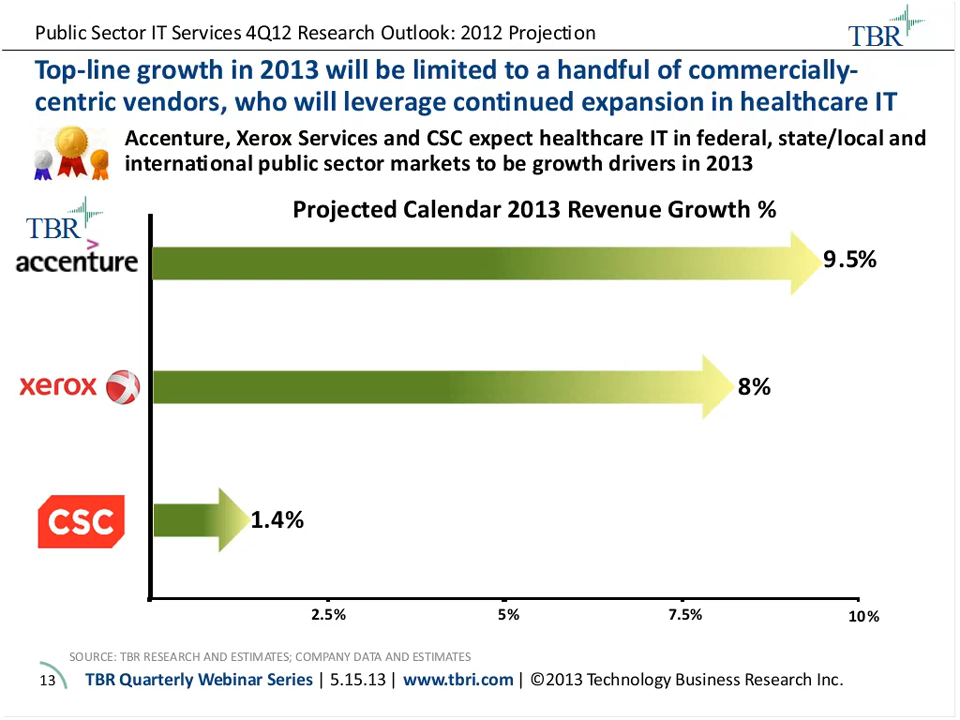 Public Sector IT Services 4Q12 Research Outlook: 2012 Projection
TBR
Top-line growth in 2013 will be limited to a handful of commercially-
centric vendors, who will leverage continued expansion in healthcare IT
Accenture, Xerox Services and CSC expect healthcare IT in federal, state/local and
international public sector markets to be growth drivers in 2013
Projected Calendar 2013 Revenue Growth %
TBR
accenture
9.5%
xerox
8%
CSC
1.4%
2.5% 5% 7.5% 10%
SOURCE: TBR RESEARCH AND ESTIMATES; COMPANY DATA AND ESTIMATES
13 TBR Quarterly Webinar Series | 5.15.13 | www.tbri.com | ©2013 Technology Business Research Inc.